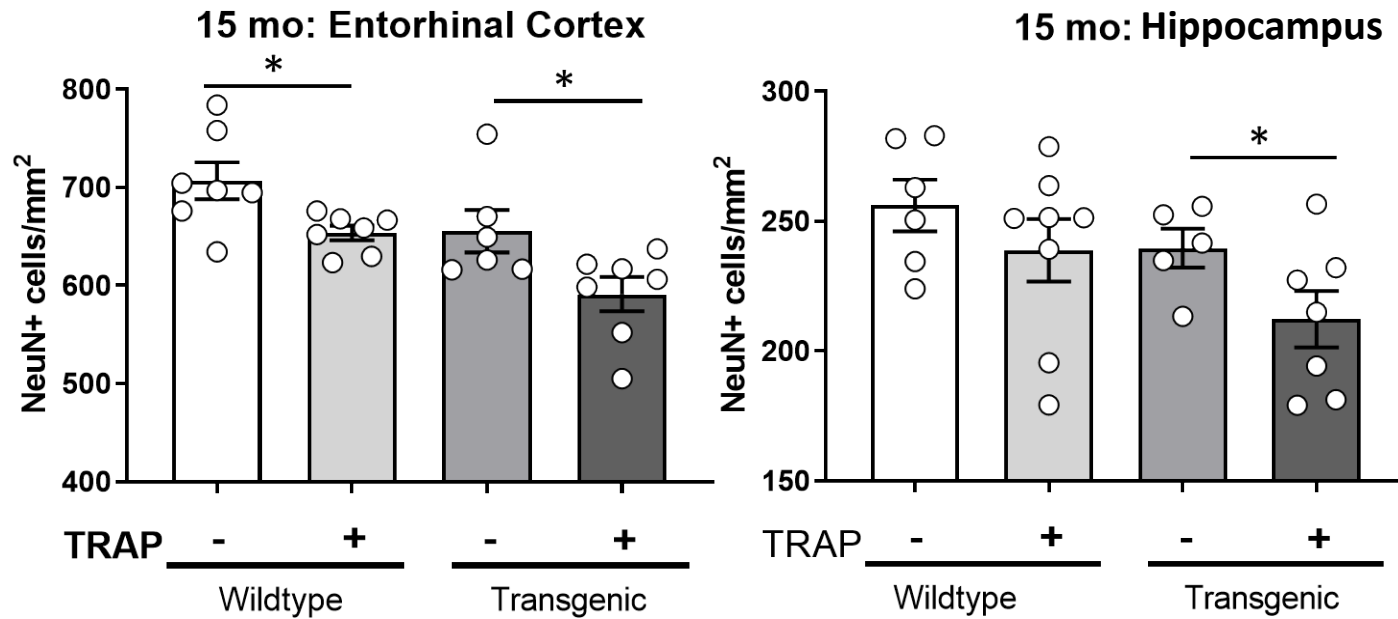 15 mo: Entorhinal Cortex
*
*
NeuN+ cells/mm²
800
700
600
500
400
TRAP - + - +
Wildtype Transgenic
15 mo: Hippocampus
*
NeuN+ cells/mm²
300
250
200
150
TRAP - + - +
Wildtype Transgenic